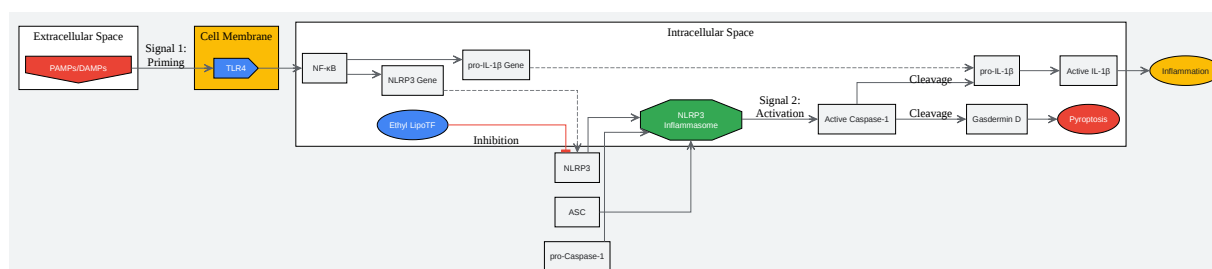 Extracellular Space
PAMPs/DAMPs
Signal 1:
Priming
Cell Membrane
TLR4
Intracellular Space
NF-κB
NLRP3 Gene
pro-IL-1β Gene
Ethyl LipoTF
Inhibition
NLRP3
ASC
pro-Caspase-1
NLRP3
Inflammasome
Signal 2:
Activation
Active Caspase-1
Cleavage
Cleavage
pro-IL-1β
Active IL-1β
Inflammation
Gasdermin D
Pyroptosis